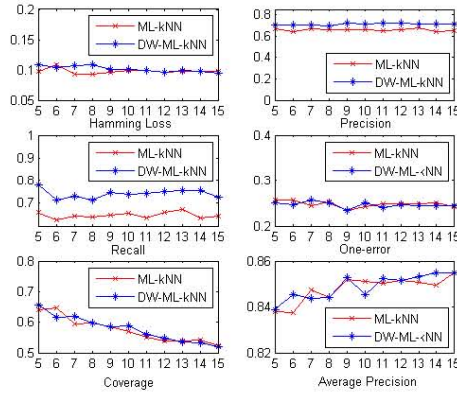 0.2
0.15
0.1
0.05
ML-kNN
DW-ML-kNN
5 6 7 8 9 10 11 12 13 14 15
Hamming Loss
0.8
0.6
0.4
0.2
0
ML-kNN
DW-ML-kNN
5 6 7 8 9 10 11 12 13 14 15
Precision
1
0.9
0.8
0.7
ML-kNN
DW-ML-kNN
5 6 7 8 9 10 11 12 13 14 15
Recall
0.4
0.3
0.2
ML-kNN
DW-ML-kNN
5 6 7 8 9 10 11 12 13 14 15
One-error
0.8
0.7
0.6
0.5
ML-kNN
DW-ML-kNN
5 6 7 8 9 10 11 12 13 14 15
Coverage
0.86
0.84
0.82
ML-kNN
DW-ML-kNN
5 6 7 8 9 10 11 12 13 14 15
Average Precision